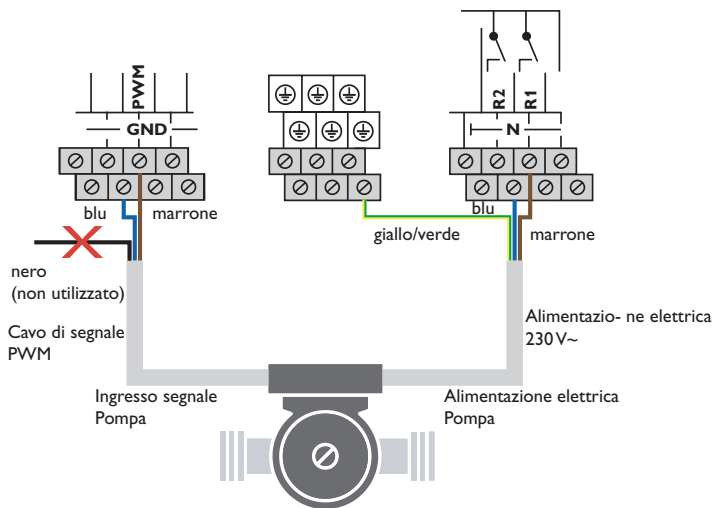 PWM
GND
R2
R1
N
blu
marrone
blu
giallo/verde
marrone
nero
(non utilizzato)
Cavo di segnale
PWM
Alimentazio- ne elettrica
230 V~
Ingresso segnale
Pompa
Alimentazione elettrica
Pompa